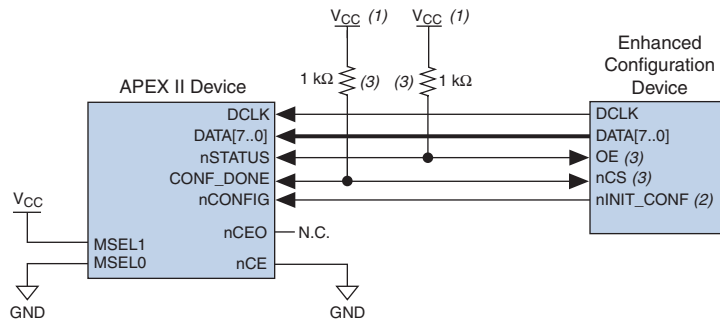 VCC (1) VCC (1)
Enhanced
Configuration
Device
1 kΩ (3) (3) 1 kΩ
APEX II Device
DCLK DCLK
DATA[7..0] DATA[7..0]
nSTATUS OE (3)
CONF_DONE nCS (3)
nCONFIG nINIT_CONF (2)
VCC
nCEO N.C.
MSEL1
MSEL0 nCE
GND GND